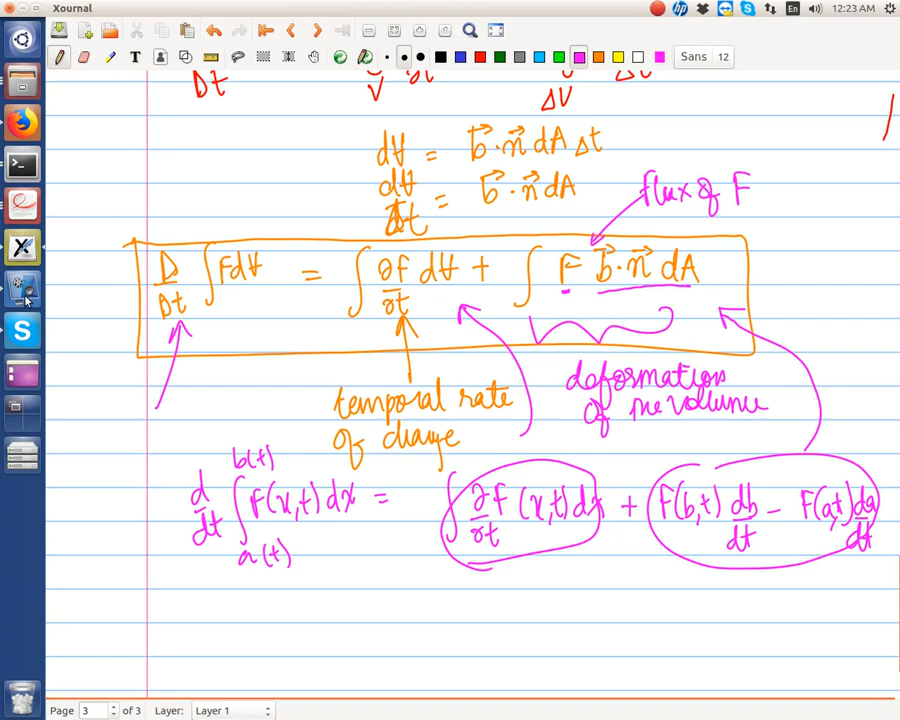 Xournal
En
12:23 AM
Sans 12
Dt
V
ΔV
dV̶ = b⃗·n⃗ dA Δt
dV̶/Dt = b⃗·n⃗ dA
flux of F
D/Dt ∫ F dV̶ = ∫ ∂F/∂t dV̶ + ∫ F b⃗·n⃗ dA
temporal rate
of change
deformation
of the volume
d/dt ∫_{a(t)}^{b(t)} F(x,t) dx = ∫ ∂F/∂t (x,t) dx + F(b,t) db/dt − F(a,t) da/dt
Page 3 of 3 Layer: Layer 1